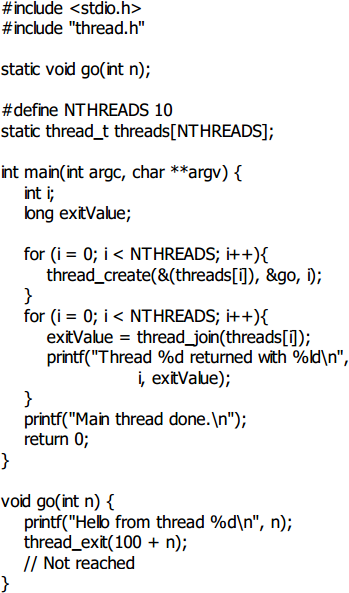 #include <stdio.h>
#include "thread.h"

static void go(int n);

#define NTHREADS 10
static thread_t threads[NTHREADS];

int main(int argc, char **argv) {
    int i;
    long exitValue;

    for (i = 0; i < NTHREADS; i++){
        thread_create(&(threads[i]), &go, i);
    }
    for (i = 0; i < NTHREADS; i++){
        exitValue = thread_join(threads[i]);
        printf("Thread %d returned with %ld\n",
                        i, exitValue);
    }
    printf("Main thread done.\n");
    return 0;
}

void go(int n) {
    printf("Hello from thread %d\n", n);
    thread_exit(100 + n);
    // Not reached
}